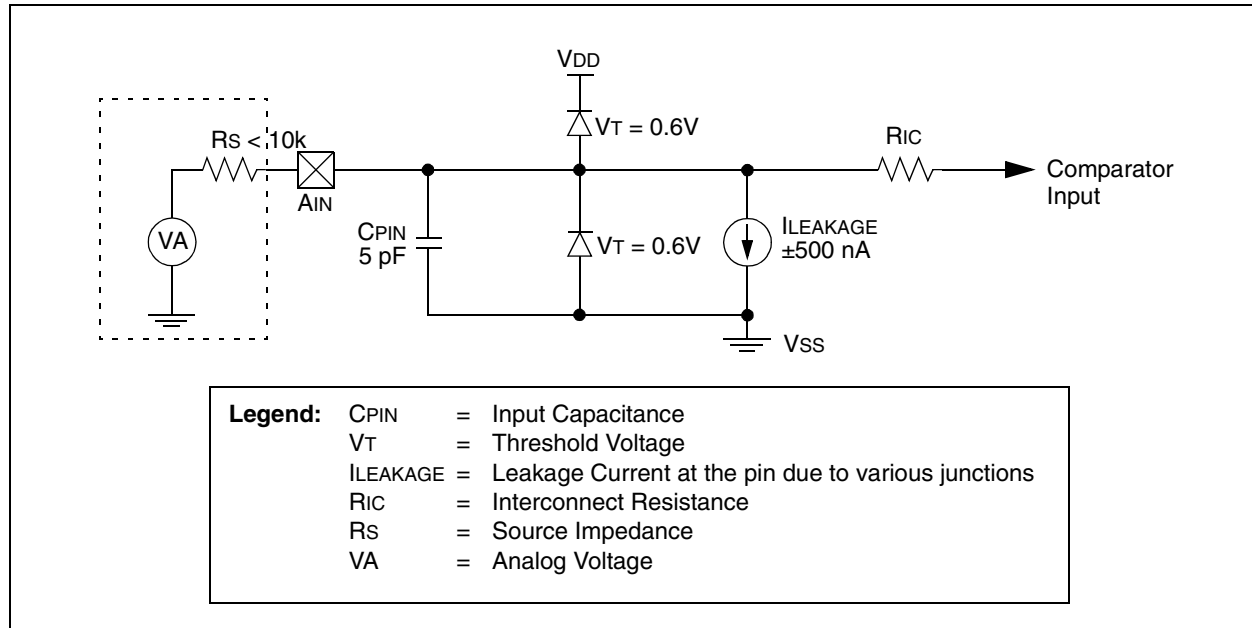 VDD
RS < 10k
VT = 0.6V
RIC
AIN
Comparator
Input
VA
CPIN
5 pF
VT = 0.6V
ILEAKAGE
±500 nA
VSS
Legend: CPIN = Input Capacitance
VT = Threshold Voltage
ILEAKAGE = Leakage Current at the pin due to various junctions
RIC = Interconnect Resistance
RS = Source Impedance
VA = Analog Voltage